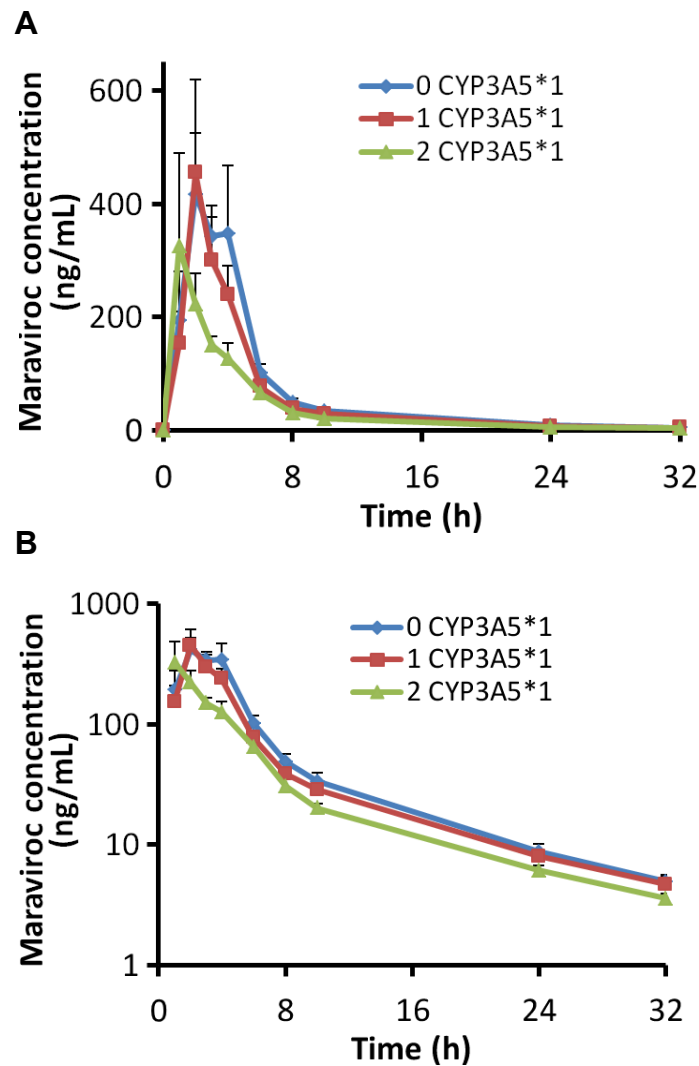 A
Maraviroc concentration
(ng/mL)
600
400
200
0
0 CYP3A5*1
1 CYP3A5*1
2 CYP3A5*1
0
8
16
24
32
Time (h)
B
Maraviroc concentration
(ng/mL)
1000
100
10
1
0 CYP3A5*1
1 CYP3A5*1
2 CYP3A5*1
0
8
16
24
32
Time (h)